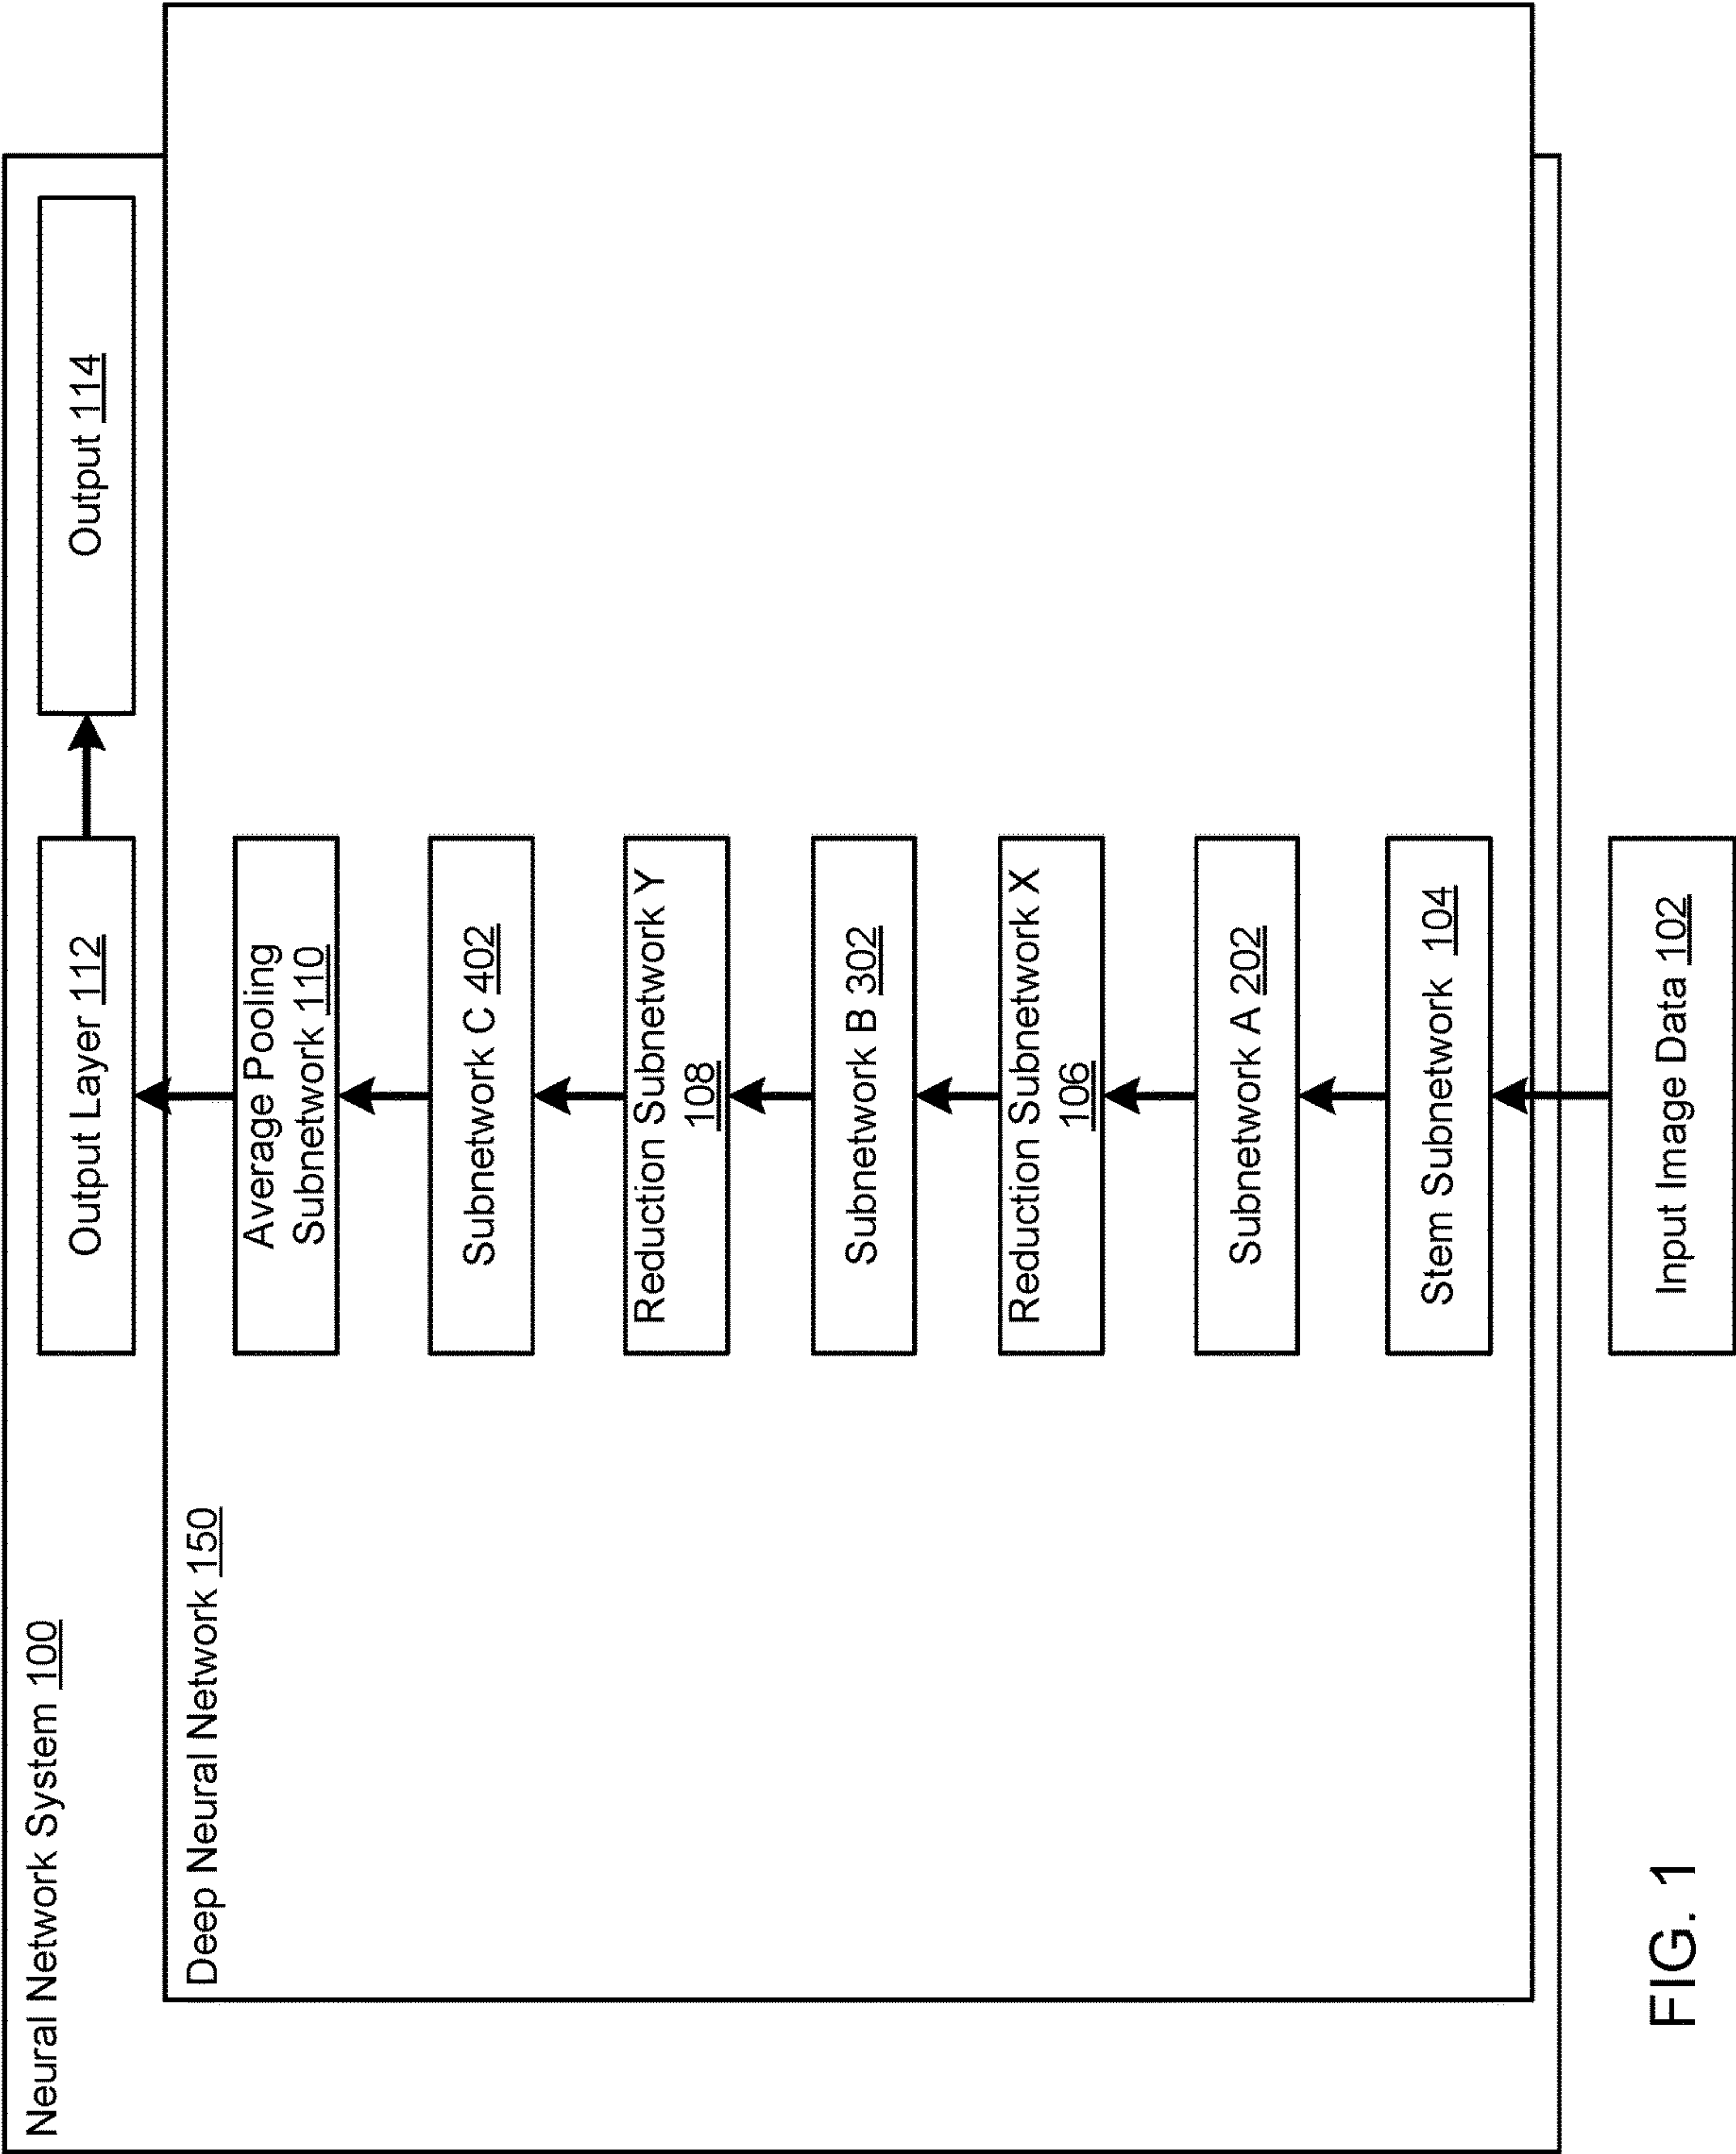 Neural Network System 100
Output Layer 112
Output 114
Deep Neural Network 150
Average Pooling
Subnetwork 110
Subnetwork C 402
Reduction Subnetwork Y
108
Subnetwork B 302
Reduction Subnetwork X
106
Subnetwork A 202
Stem Subnetwork 104
Input Image Data 102
FIG. 1